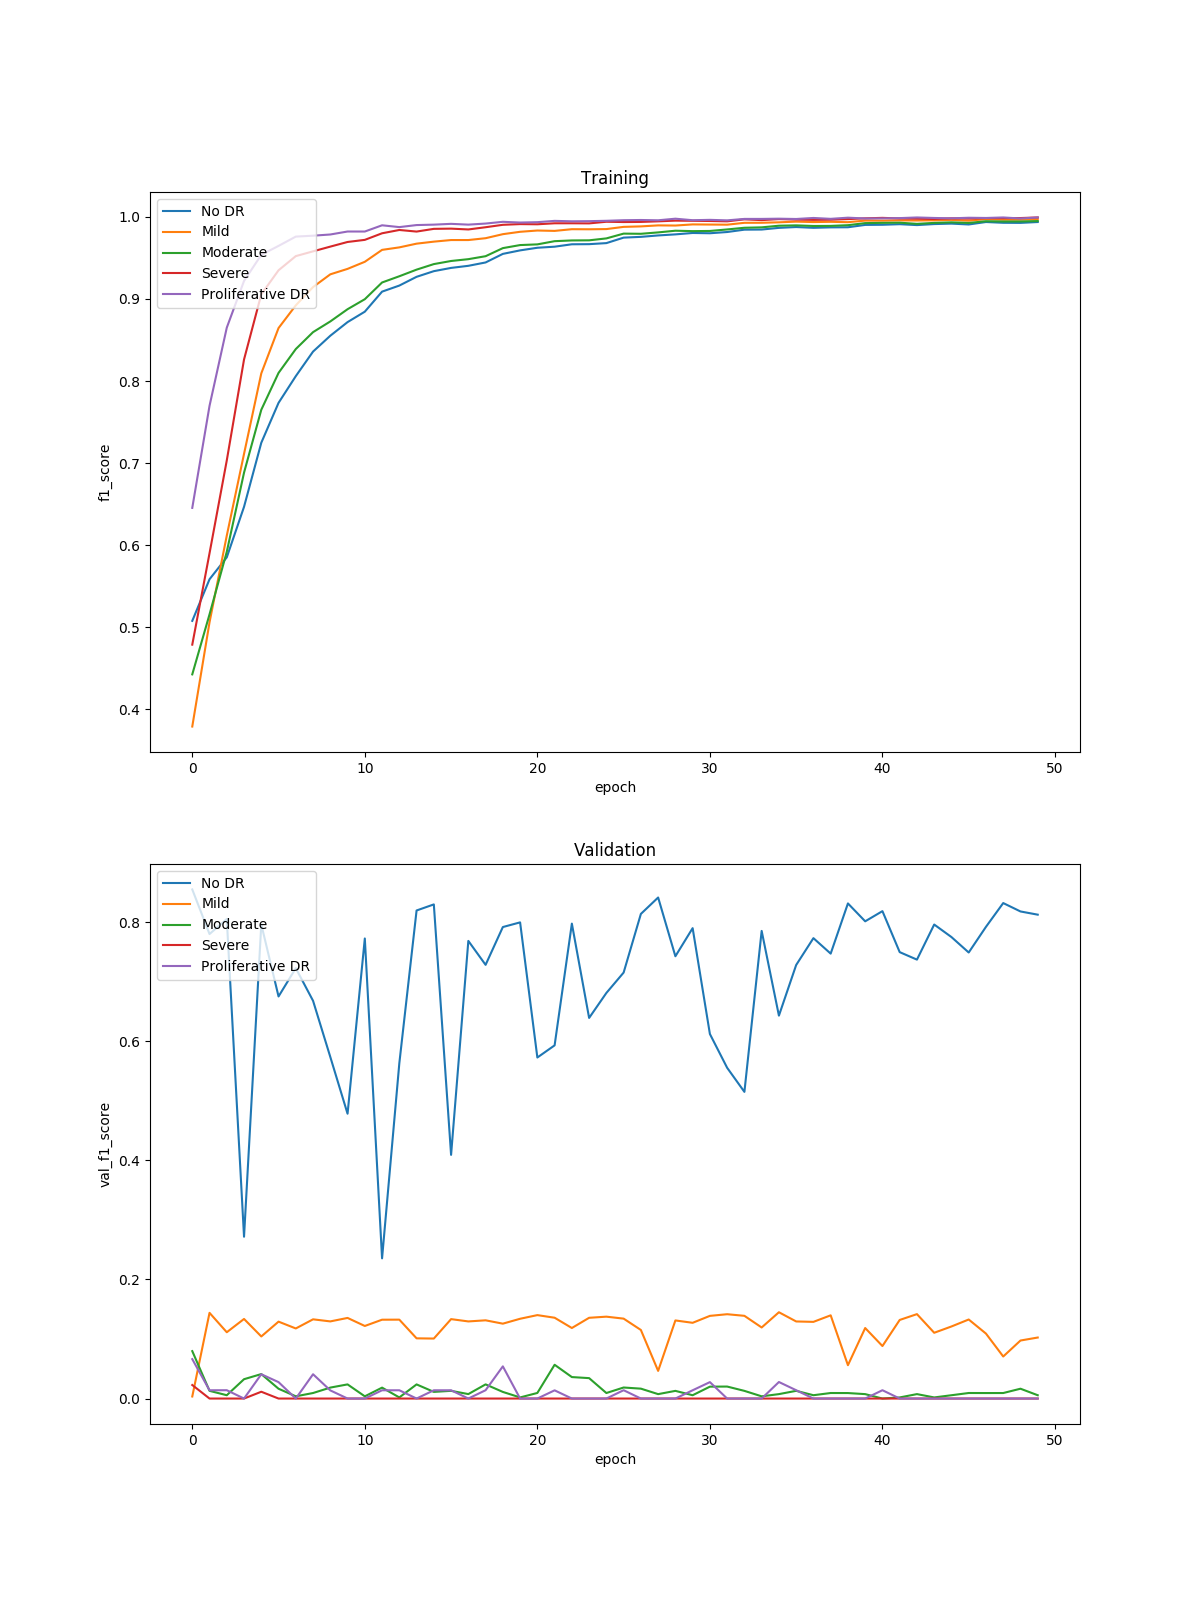 Training
1.0
0.9
0.8
0.7
0.6
0.5
0.4
f1_score
No DR
Mild
Moderate
Severe
Proliferative DR
0 10 20 30 40 50
epoch
Validation
0.8
0.6
0.4
0.2
0.0
val_f1_score
No DR
Mild
Moderate
Severe
Proliferative DR
0 10 20 30 40 50
epoch